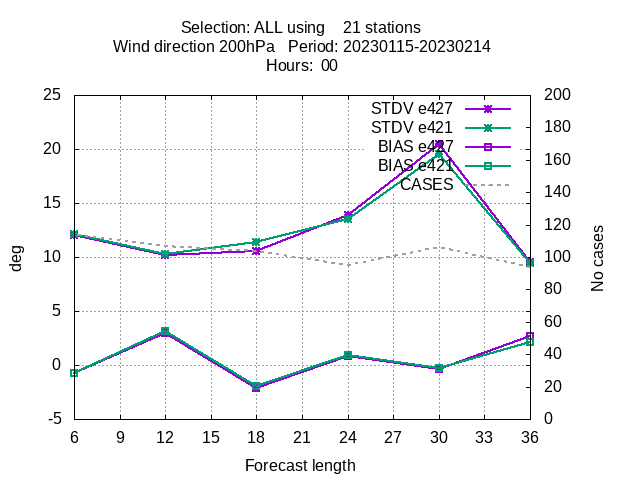 Selection: ALL using 21 stations
Wind direction 200hPa Period: 20230115-20230214
Hours: 00
25
20
15
10
5
0
-5
deg
STDV e427
STDV e421
BIAS e427
BIAS e421
CASES
200
180
160
140
120
100
80
60
40
20
0
No cases
6 9 12 15 18 21 24 27 30 33 36
Forecast length